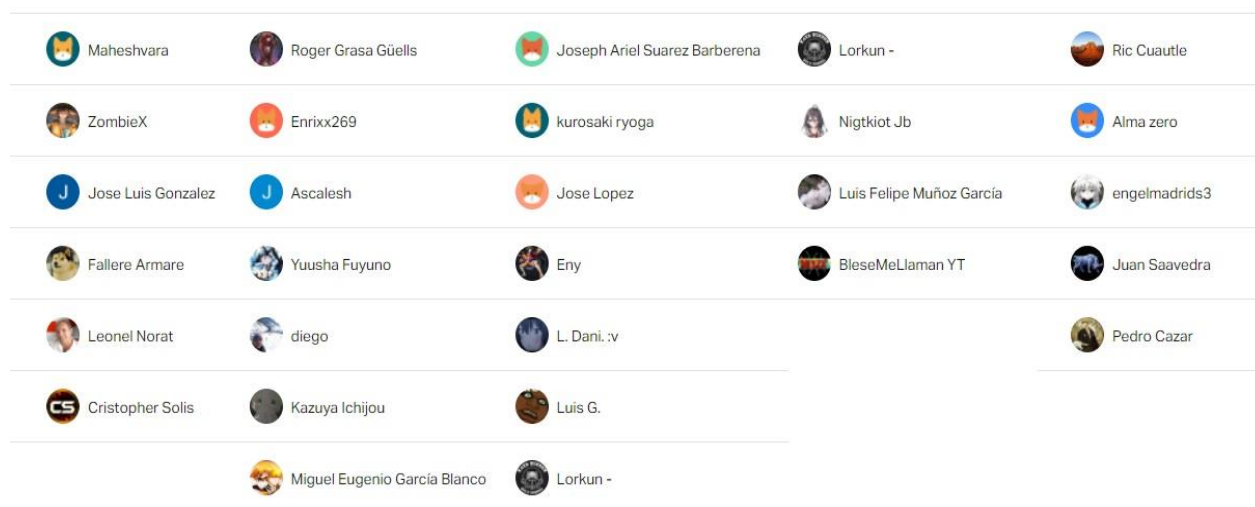 Maheshvara Roger Grasa Güells Joseph Ariel Suarez Barberena Lorkun - Ric Cuautle
ZombieX Enrixx269 kurosaki ryoga Nigtkiot Jb Alma zero
J Jose Luis Gonzalez J Ascalesh Jose Lopez Luis Felipe Muñoz García engelmadrids3
Fallere Armare Yuusha Fuyuno Eny BleseMeLlaman YT Juan Saavedra
Leonel Norat diego L. Dani. :v Pedro Cazar
CS Cristopher Solis Kazuya Ichijou Luis G.
Miguel Eugenio García Blanco Lorkun -